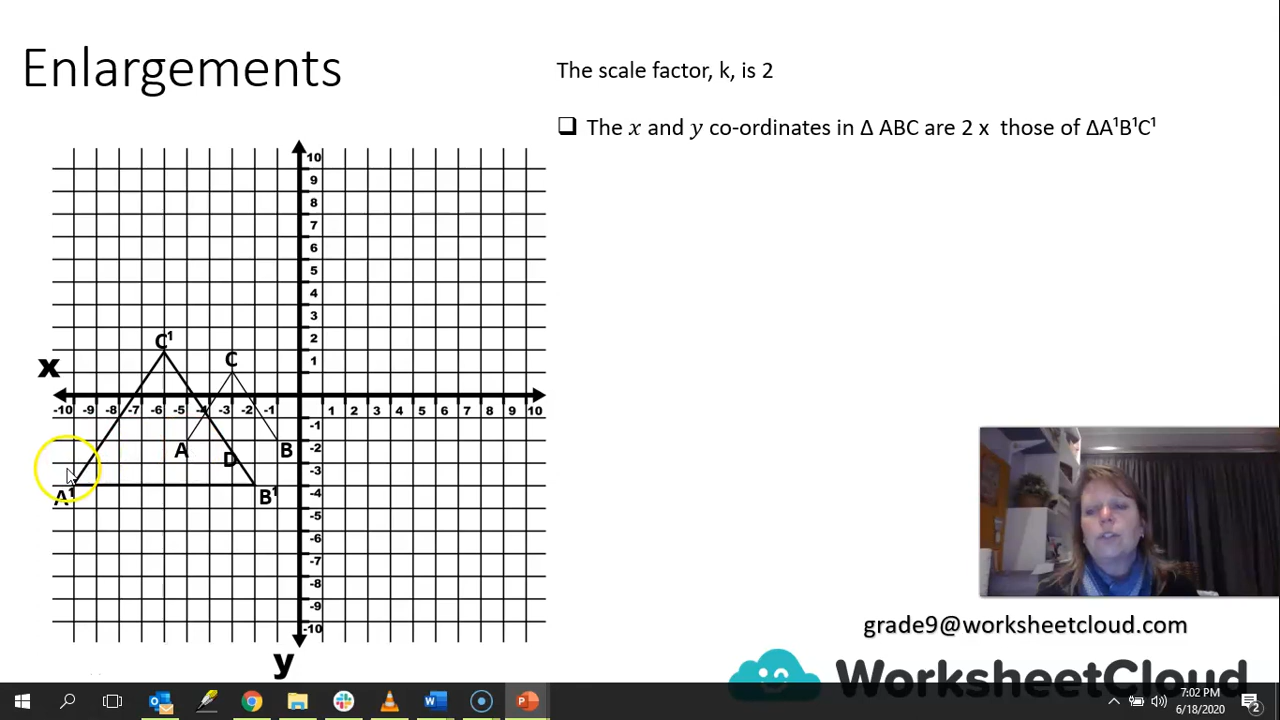 Enlargements
The scale factor, k, is 2
❑ The x and y co-ordinates in Δ ABC are 2 x those of ΔA¹B¹C¹
10
9
8
7
6
5
4
3
2
1
C¹
C
x
-10 -9 -8 -7 -6 -5 -4 -3 -2 -1 1 2 3 4 5 6 7 8 9 10
-1
-2
-3
-4
-5
-6
-7
-8
-9
-10
A
B
D
A¹
B¹
y
grade9@worksheetcloud.com
WorksheetCloud
7:02 PM
6/18/2020
2